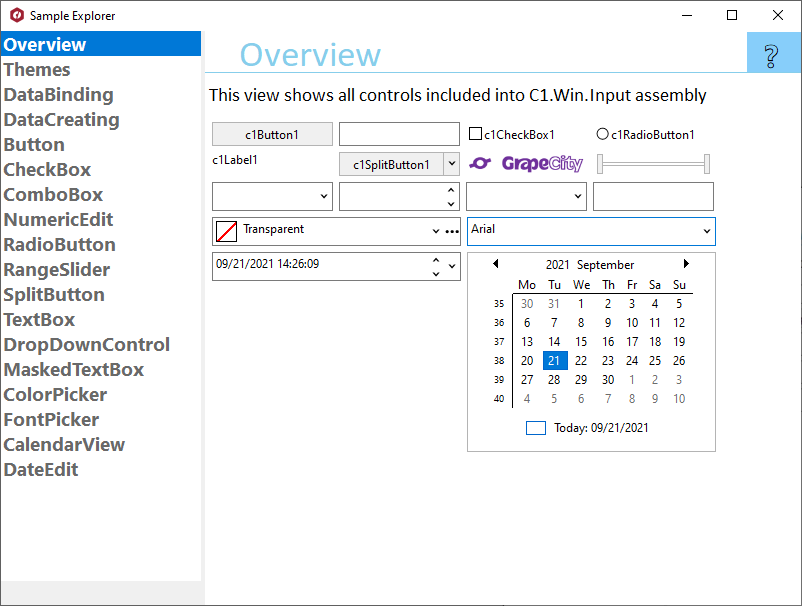 Sample Explorer
Overview
Themes
DataBinding
DataCreating
Button
CheckBox
ComboBox
NumericEdit
RadioButton
RangeSlider
SplitButton
TextBox
DropDownControl
MaskedTextBox
ColorPicker
FontPicker
CalendarView
DateEdit
Overview
?
This view shows all controls included into C1.Win.Input assembly
c1Button1
c1CheckBox1
c1RadioButton1
c1Label1
c1SplitButton1
GrapeCity
Transparent
Arial
09/21/2021 14:26:09
2021 September
Mo Tu We Th Fr Sa Su
35 30 31 1 2 3 4 5
36 6 7 8 9 10 11 12
37 13 14 15 16 17 18 19
38 20 21 22 23 24 25 26
39 27 28 29 30 1 2 3
40 4 5 6 7 8 9 10
Today: 09/21/2021